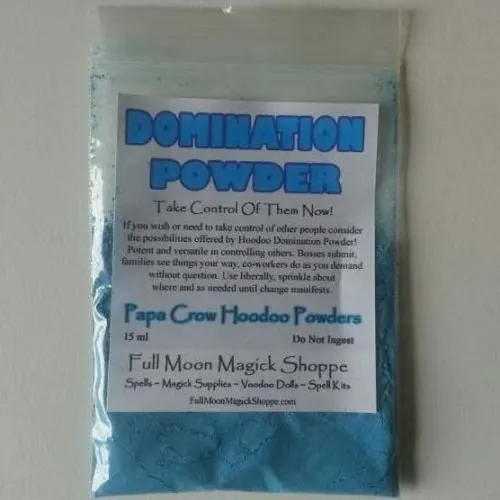 DOMINATION
POWDER
Take Control Of Them Now!
If you wish or need to take control of other people consider
the possibilities offered by Hoodoo Domination Powder!
Potent and versatile in controlling others. Bosses submit,
families see things your way, co-workers do as you demand
without question. Use liberally, sprinkle about
where and as needed until change manifests.
Papa Crow Hoodoo Powders
15 ml Do Not Ingest
Full Moon Magick Shoppe
Spells ~ Magick Supplies ~ Voodoo Dolls ~ Spell Kits
FullMoonMagickShoppe.com